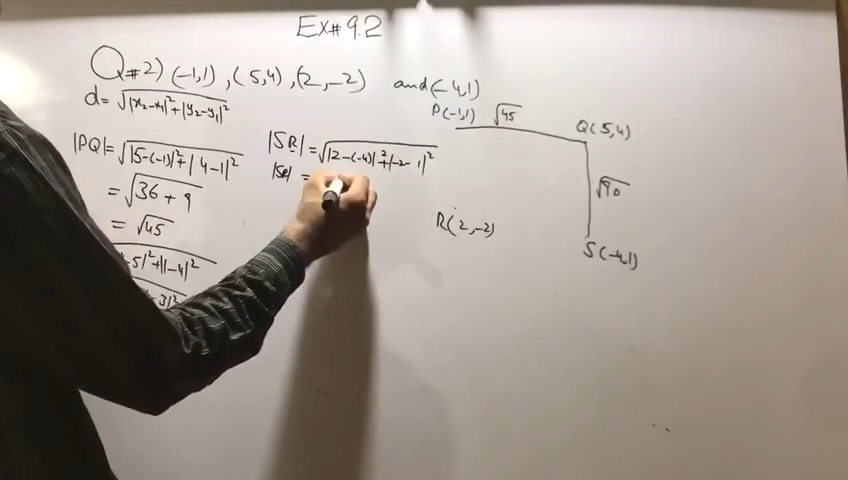 Ex#9.2
Q#2) (-1,1) , (5,4) , (2,-2) and (-4,1)
d = √|x₂-x₁|²+|y₂-y₁|²
|PQ| = √|5-(-1)|²+|4-1|²
= √36+9
= √45
-5|²+|1-4|²
-3|²
|SR| = √|2-(-4)|²+|-2-1|²
|SR| =
P(-1,1) √45
Q(5,4)
√90
R(2,-2)
S(-4,1)